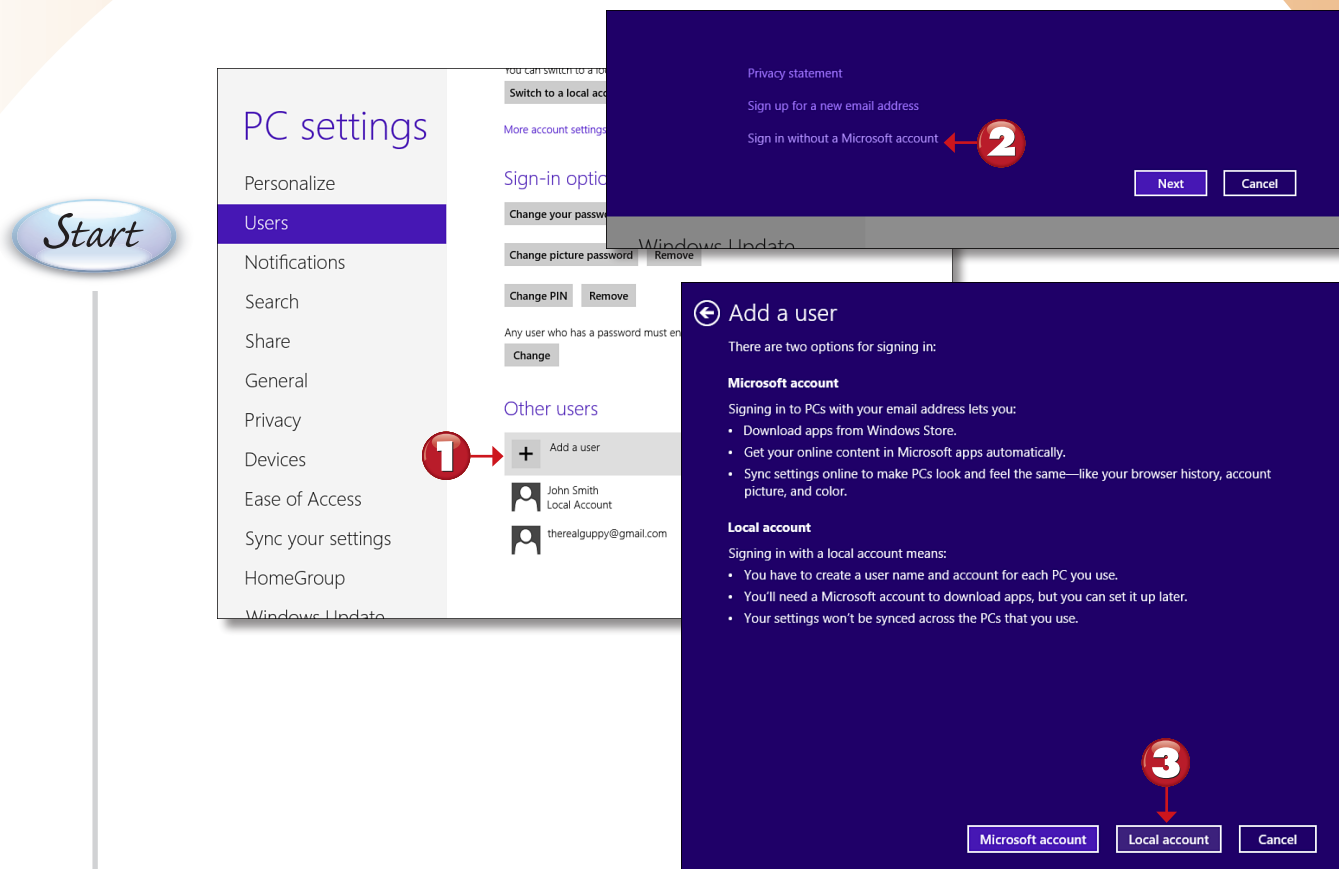 Start
PC settings
Personalize
Users
Notifications
Search
Share
General
Privacy
Devices
Ease of Access
Sync your settings
HomeGroup
Windows Update
You can switch to a lo
Switch to a local acc
More account settings
Sign-in optio
Change your passw
Change picture password Remove
Change PIN Remove
Any user who has a password must en
Change
Other users
1
+ Add a user
John Smith
Local Account
therealguppy@gmail.com
Privacy statement
Sign up for a new email address
Sign in without a Microsoft account
2
Next Cancel
Windows Update
Add a user
There are two options for signing in:
Microsoft account
Signing in to PCs with your email address lets you:
• Download apps from Windows Store.
• Get your online content in Microsoft apps automatically.
• Sync settings online to make PCs look and feel the same—like your browser history, account
picture, and color.
Local account
Signing in with a local account means:
• You have to create a user name and account for each PC you use.
• You'll need a Microsoft account to download apps, but you can set it up later.
• Your settings won't be synced across the PCs that you use.
3
Microsoft account Local account Cancel